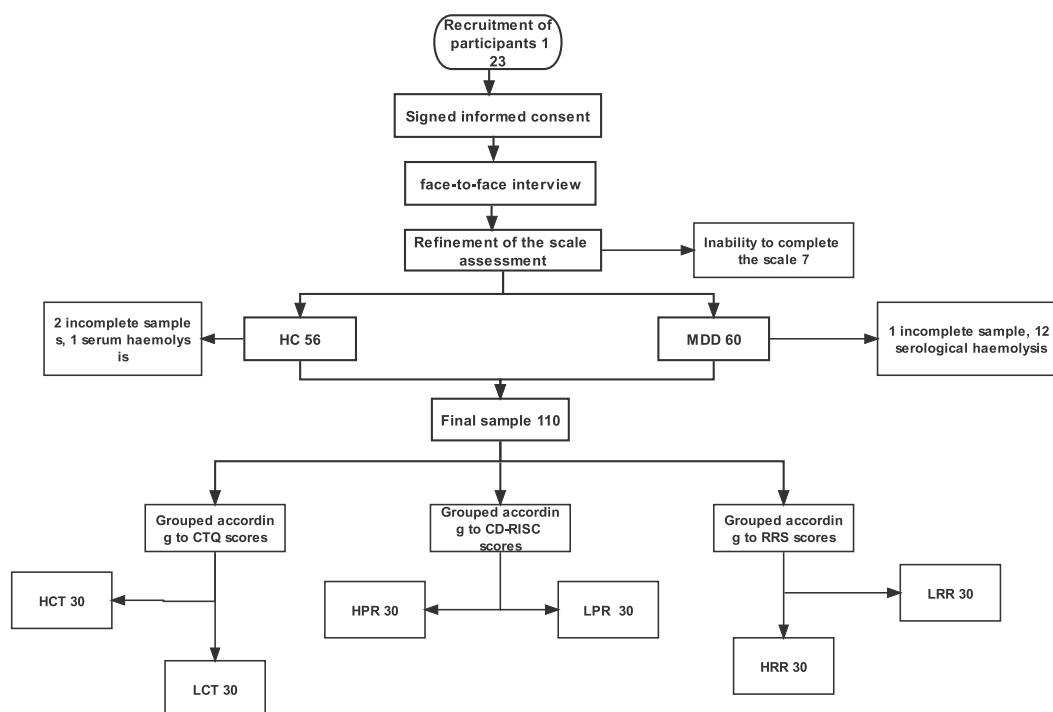 Recruitment of
participants 1
23
Signed informed consent
face-to-face interview
Refinement of the scale
assessment
Inability to complete
the scale 7
2 incomplete sample
s, 1 serum haemolys
is
HC 56
MDD 60
1 incomplete sample, 12
serological haemolysis
Final sample 110
Grouped accordin
g to CTQ scores
Grouped accordin
g to CD-RISC
scores
Grouped accordin
g to RRS scores
HCT 30
LCT 30
HPR 30
LPR 30
HRR 30
LRR 30